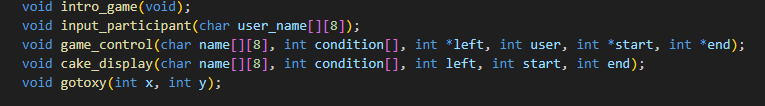 void intro_game(void);
void input_participant(char user_name[][8]);
void game_control(char name[][8], int condition[], int *left, int user, int *start, int *end);
void cake_display(char name[][8], int condition[], int left, int start, int end);
void gotoxy(int x, int y);